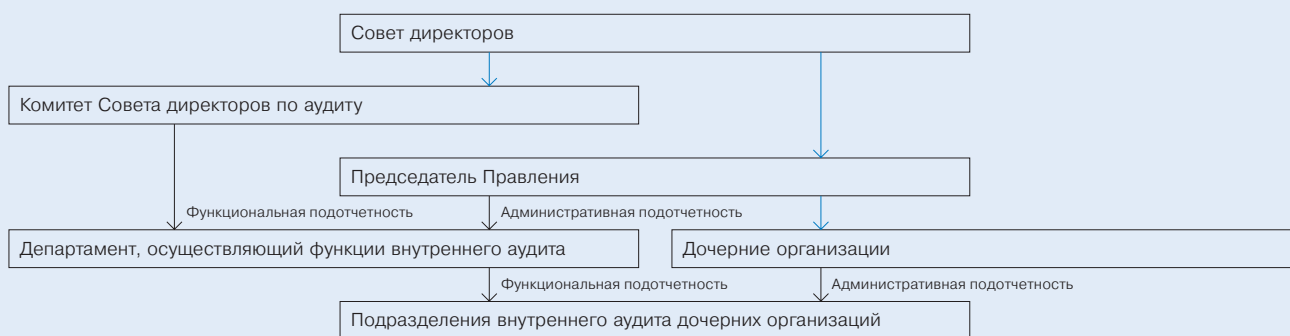 Совет директоров
Комитет Совета директоров по аудиту
Председатель Правления
Функциональная подотчетность
Административная подотчетность
Департамент, осуществляющий функции внутреннего аудита
Дочерние организации
Функциональная подотчетность
Административная подотчетность
Подразделения внутреннего аудита дочерних организаций